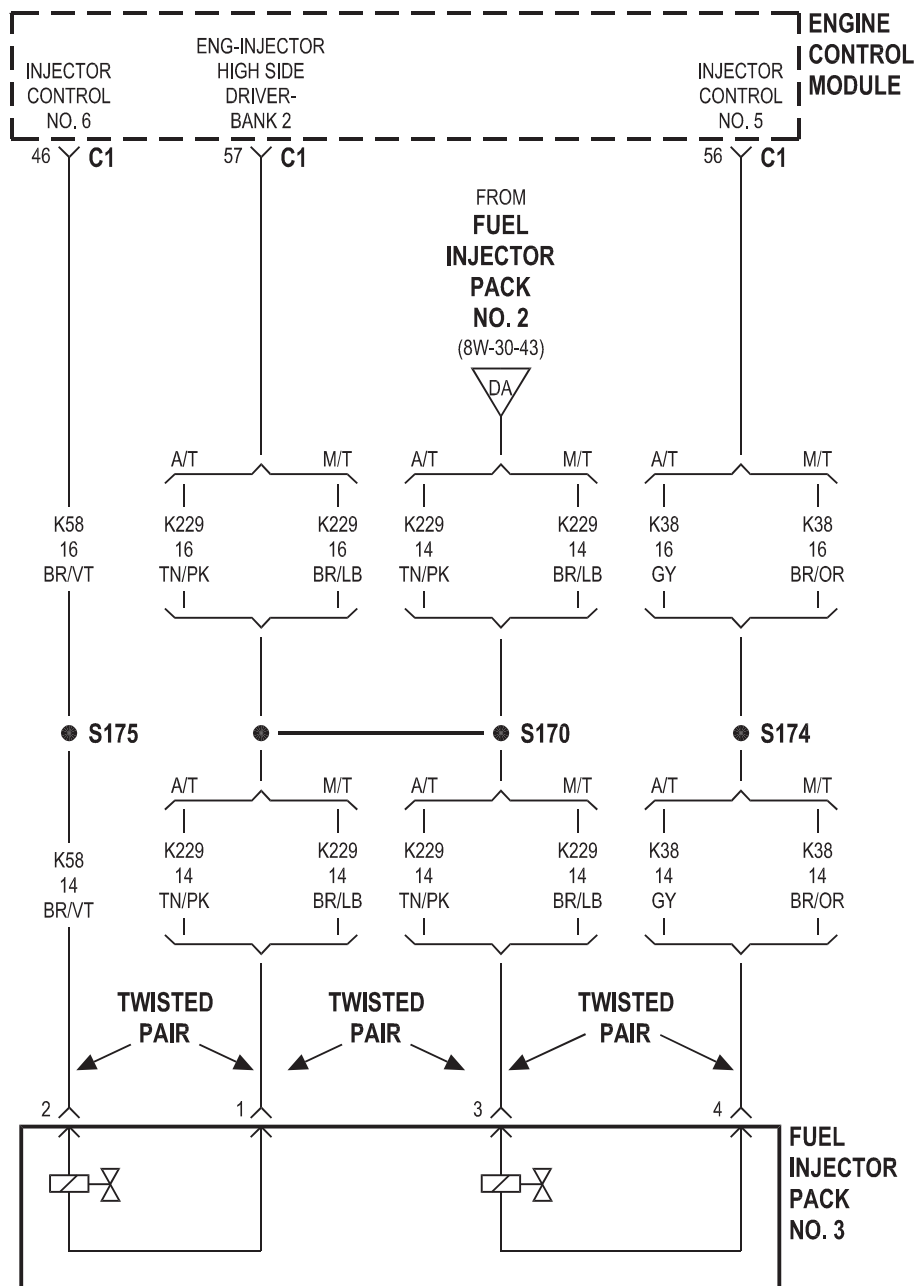 ENGINE
CONTROL
MODULE
INJECTOR
CONTROL
NO. 6
ENG-INJECTOR
HIGH SIDE
DRIVER-
BANK 2
INJECTOR
CONTROL
NO. 5
46 C1
57 C1
56 C1
FROM
FUEL
INJECTOR
PACK
NO. 2
(8W-30-43)
DA
A/T M/T A/T M/T A/T M/T
K58
16
BR/VT
K229
16
TN/PK
K229
16
BR/LB
K229
14
TN/PK
K229
14
BR/LB
K38
16
GY
K38
16
BR/OR
S175
S170
S174
A/T M/T A/T M/T A/T M/T
K58
14
BR/VT
K229
14
TN/PK
K229
14
BR/LB
K229
14
TN/PK
K229
14
BR/LB
K38
14
GY
K38
14
BR/OR
TWISTED
PAIR
TWISTED
PAIR
TWISTED
PAIR
2 1 3 4
FUEL
INJECTOR
PACK
NO. 3